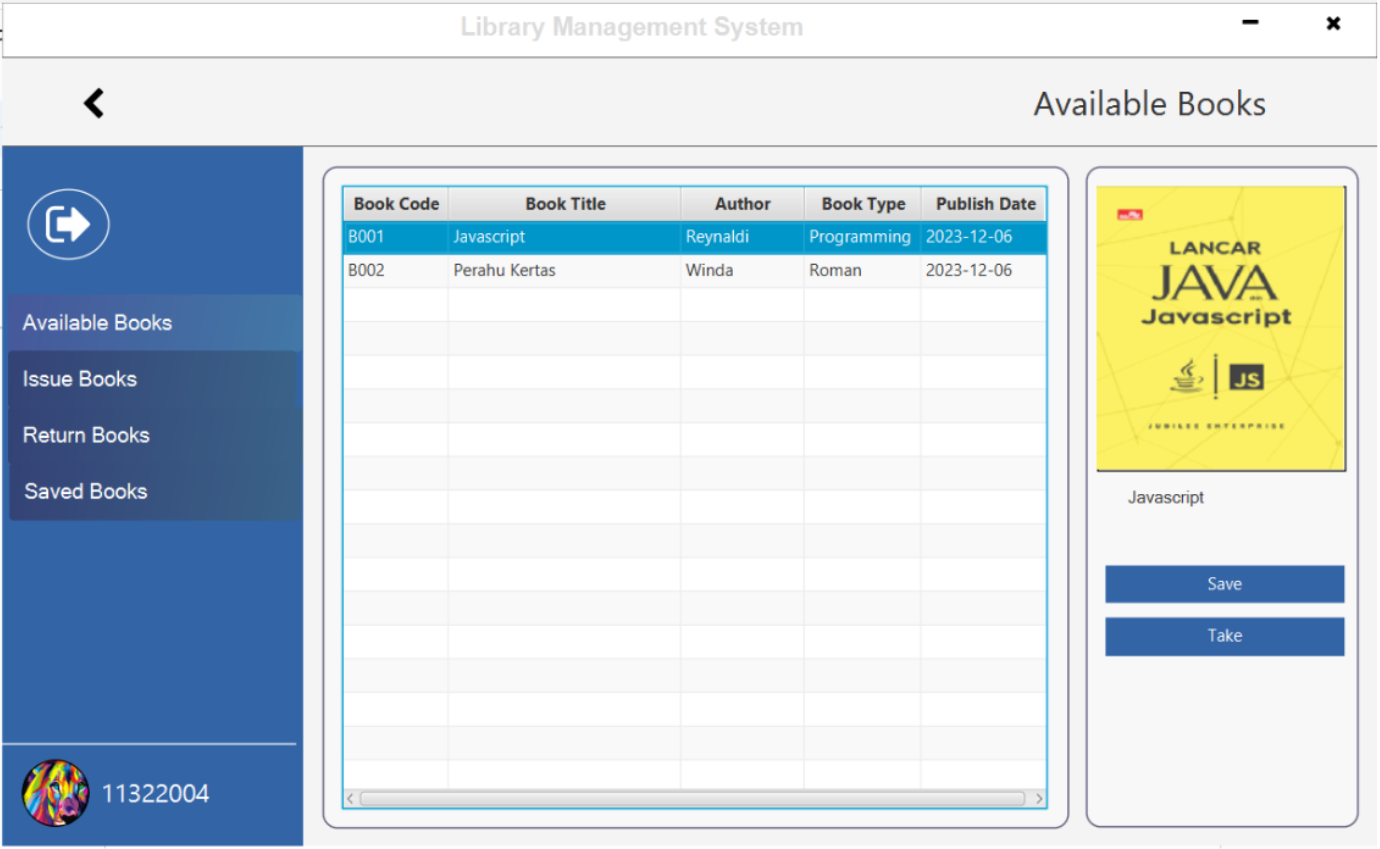 Library Management System
Available Books
Available Books
Issue Books
Return Books
Saved Books
11322004
Book Code Book Title Author Book Type Publish Date
B001 Javascript Reynaldi Programming 2023-12-06
B002 Perahu Kertas Winda Roman 2023-12-06
LANCAR
JAVA
Javascript
JS
JUBILEE ENTERPRISE
Javascript
Save
Take